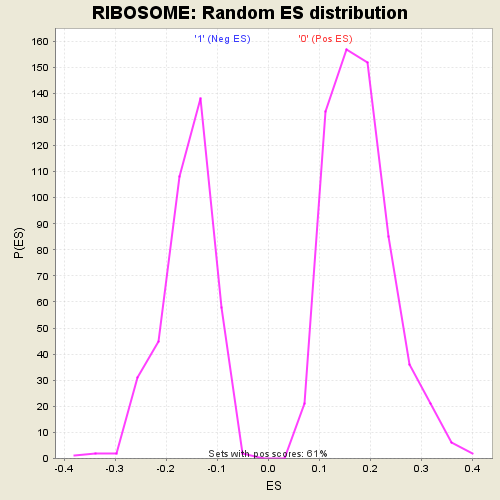 RIBOSOME: Random ES distribution
'1' (Neg ES) '0' (Pos ES)
160
150
140
130
120
110
100
90
80
70
60
50
40
30
20
10
0
P(ES)
Sets with pos scores: 61%
-0.4 -0.3 -0.2 -0.1 0.0 0.1 0.2 0.3 0.4
ES